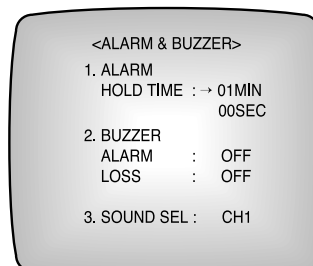 <ALARM & BUZZER>
1. ALARM
HOLD TIME : → 01MIN
00SEC
2. BUZZER
ALARM : OFF
LOSS : OFF
3. SOUND SEL : CH1